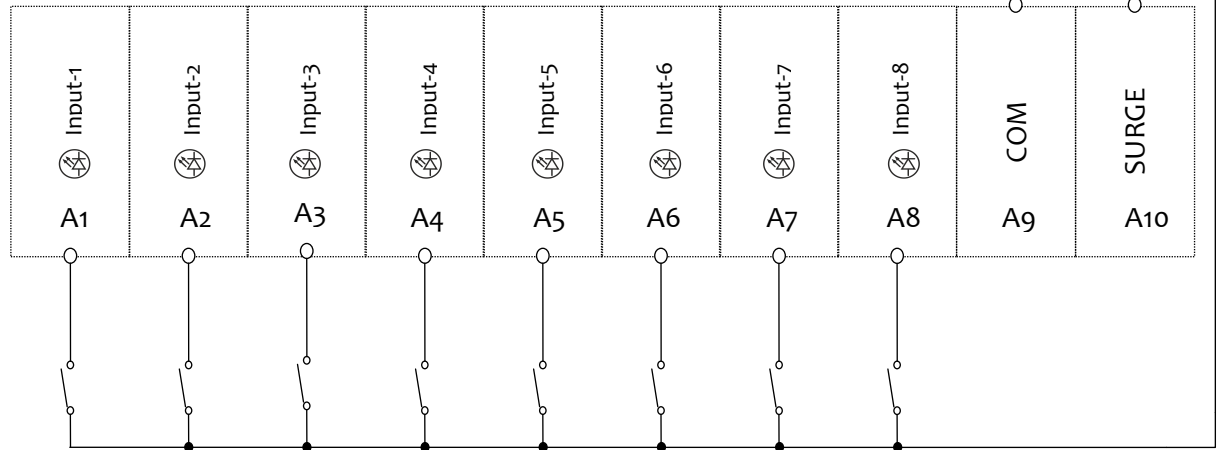 Input-1
Input-2
Input-3
Input-4
Input-5
Input-6
Input-7
Input-8
COM
SURGE
A1
A2
A3
A4
A5
A6
A7
A8
A9
A10